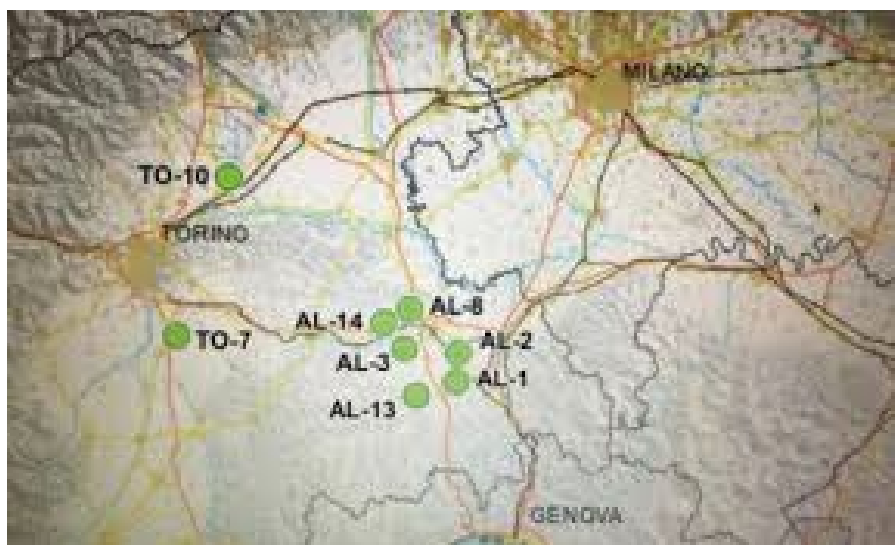 MILANO
TO-10
TORINO
AL-8
AL-14
TO-7
AL-2
AL-3
AL-1
AL-13
GENOVA